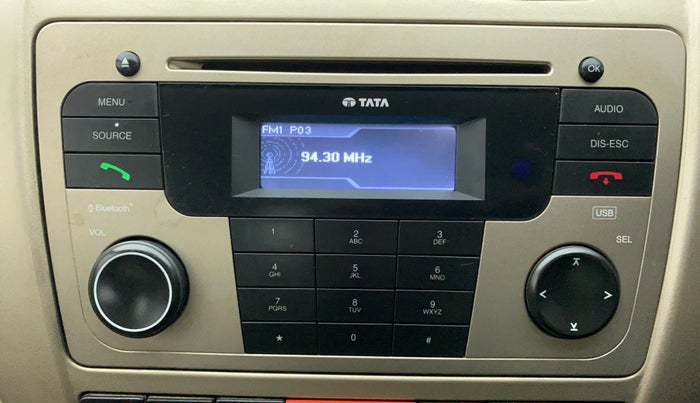 OK
TATA
MENU
AUDIO
FM1 P03
SOURCE
DIS-ESC
94.30 MHz
Bluetooth
USB
VOL
SEL
1
2
ABC
3
DEF
4
GHI
5
JKL
6
MNO
7
PQRS
8
TUV
9
WXYZ
*
0
#